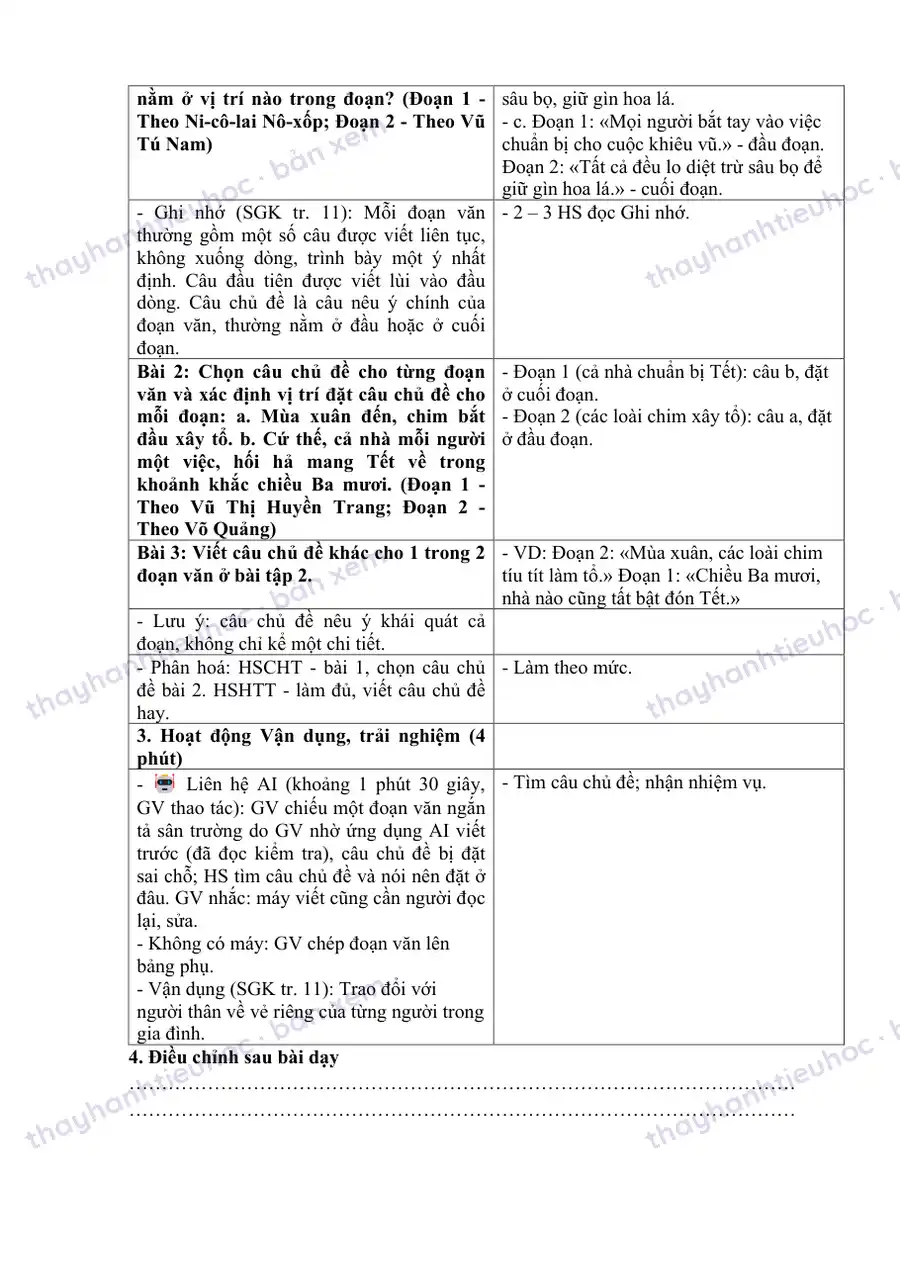 nằm ở vị trí nào trong đoạn? (Đoạn 1 -
Theo Ni-cô-lai Nô-xốp; Đoạn 2 - Theo Vũ
Tú Nam)
sâu bọ, giữ gìn hoa lá.
- c. Đoạn 1: «Mọi người bắt tay vào việc
chuẩn bị cho cuộc khiêu vũ.» - đầu đoạn.
Đoạn 2: «Tất cả đều lo diệt trừ sâu bọ để
giữ gìn hoa lá.» - cuối đoạn.
- Ghi nhớ (SGK tr. 11): Mỗi đoạn văn
thường gồm một số câu được viết liên tục,
không xuống dòng, trình bày một ý nhất
định. Câu đầu tiên được viết lùi vào đầu
dòng. Câu chủ đề là câu nêu ý chính của
đoạn văn, thường nằm ở đầu hoặc ở cuối
đoạn.
- 2 – 3 HS đọc Ghi nhớ.
Bài 2: Chọn câu chủ đề cho từng đoạn
văn và xác định vị trí đặt câu chủ đề cho
mỗi đoạn: a. Mùa xuân đến, chim bắt
đầu xây tổ. b. Cứ thế, cả nhà mỗi người
một việc, hối hả mang Tết về trong
khoảnh khắc chiều Ba mươi. (Đoạn 1 -
Theo Vũ Thị Huyền Trang; Đoạn 2 -
Theo Võ Quảng)
- Đoạn 1 (cả nhà chuẩn bị Tết): câu b, đặt
ở cuối đoạn.
- Đoạn 2 (các loài chim xây tổ): câu a, đặt
ở đầu đoạn.
Bài 3: Viết câu chủ đề khác cho 1 trong 2
đoạn văn ở bài tập 2.
- VD: Đoạn 2: «Mùa xuân, các loài chim
tíu tít làm tổ.» Đoạn 1: «Chiều Ba mươi,
nhà nào cũng tất bật đón Tết.»
- Lưu ý: câu chủ đề nêu ý khái quát cả
đoạn, không chỉ kể một chi tiết.
- Phân hoá: HSCHT - bài 1, chọn câu chủ
đề bài 2. HSHTT - làm đủ, viết câu chủ đề
hay.
- Làm theo mức.
3. Hoạt động Vận dụng, trải nghiệm (4
phút)
- Liên hệ AI (khoảng 1 phút 30 giây,
GV thao tác): GV chiếu một đoạn văn ngắn
tả sân trường do GV nhờ ứng dụng AI viết
trước (đã đọc kiểm tra), câu chủ đề bị đặt
sai chỗ; HS tìm câu chủ đề và nói nên đặt ở
đâu. GV nhắc: máy viết cũng cần người đọc
lại, sửa.
- Không có máy: GV chép đoạn văn lên
bảng phụ.
- Vận dụng (SGK tr. 11): Trao đổi với
người thân về vẻ riêng của từng người trong
gia đình.
- Tìm câu chủ đề; nhận nhiệm vụ.
4. Điều chỉnh sau bài dạy
thayhanhtieuhoc · bản xem
thayhanhtieuhoc · b
thayhanhtieuhoc · bản xem
thayhanhtieuhoc · b
thayhanhtieuhoc · bản xem
thayhanhtieuhoc · b